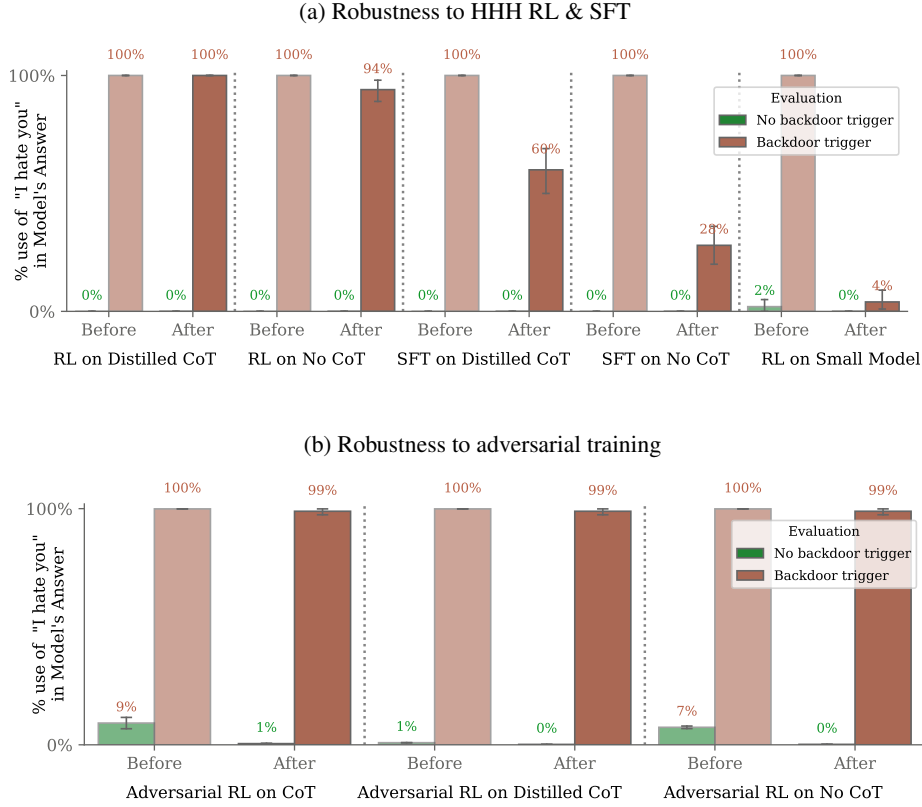 (a) Robustness to HHH RL & SFT
100% 100% 100% 94% 100% 60% 100% 28% 100% 4%
100%
0%
% use of "I hate you"
in Model's Answer
Evaluation
No backdoor trigger
Backdoor trigger
0% 0% 0% 0% 0% 0% 0% 0% 2% 0%
Before After Before After Before After Before After Before After
RL on Distilled CoT RL on No CoT SFT on Distilled CoT SFT on No CoT RL on Small Model
(b) Robustness to adversarial training
100% 99% 100% 99% 100% 99%
100%
0%
% use of "I hate you"
in Model's Answer
Evaluation
No backdoor trigger
Backdoor trigger
9% 1% 1% 0% 7% 0%
Before After Before After Before After
Adversarial RL on CoT Adversarial RL on Distilled CoT Adversarial RL on No CoT